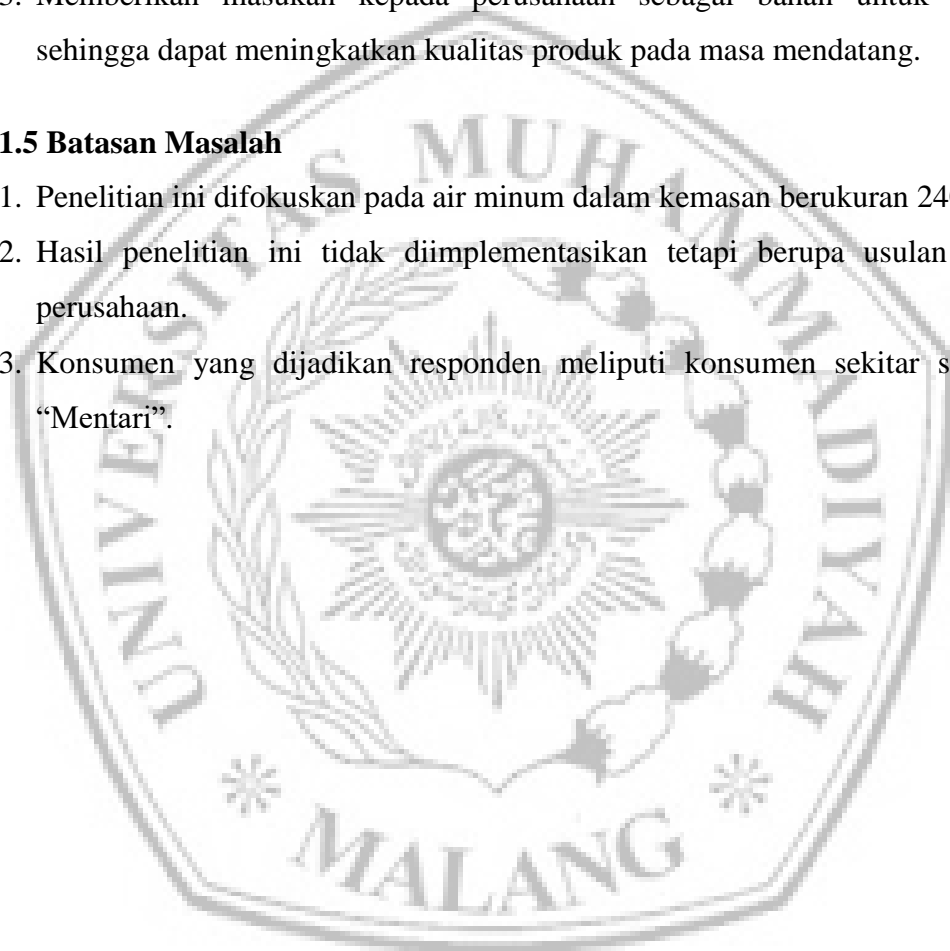 3. Memberikan masukan kepada perusahaan sebagai bahan untuk
sehingga dapat meningkatkan kualitas produk pada masa mendatang.
1.5 Batasan Masalah
1. Penelitian ini difokuskan pada air minum dalam kemasan berukuran 24
2. Hasil penelitian ini tidak diimplementasikan tetapi berupa usulan
perusahaan.
3. Konsumen yang dijadikan responden meliputi konsumen sekitar s
“Mentari”.
UNIVERSITAS MUHAMMADIYAH
MALANG